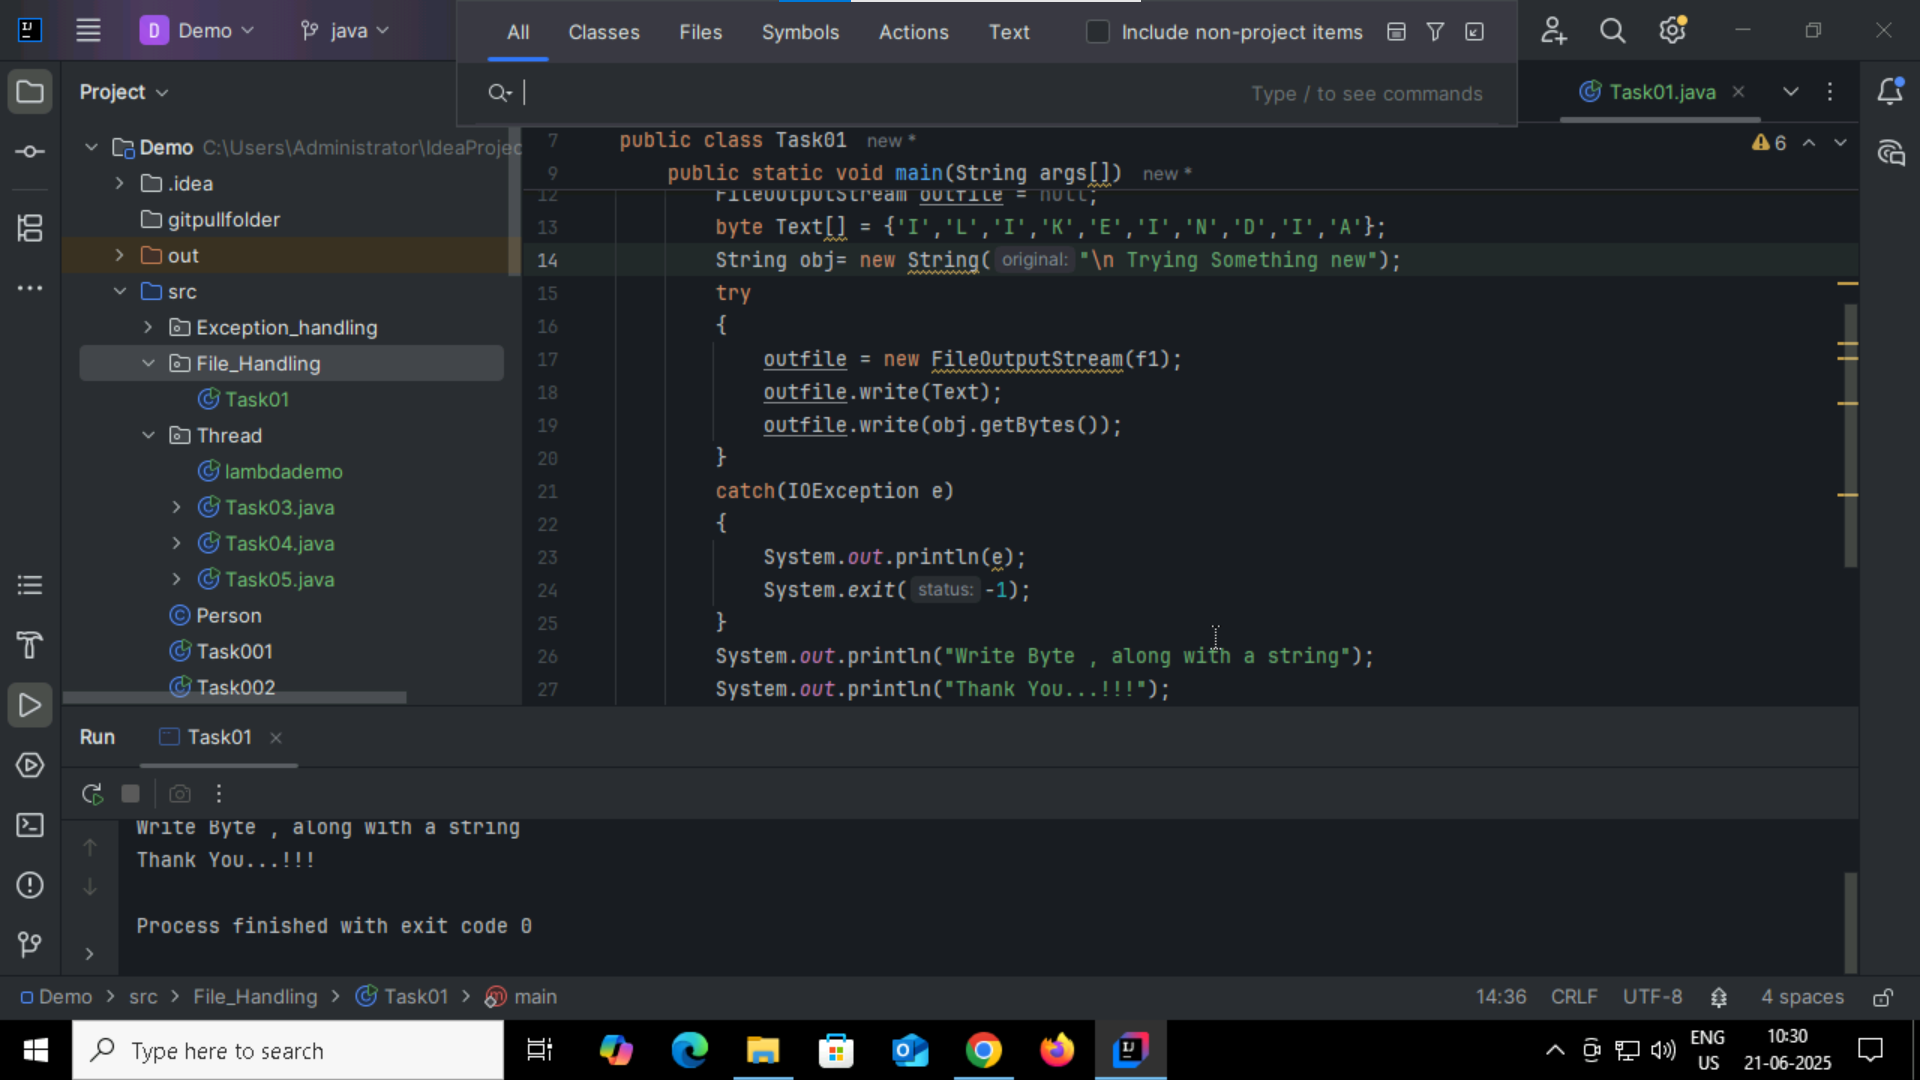 IJ
D Demo
java
All Classes Files Symbols Actions Text Include non-project items
Type / to see commands
Project
Task01.java
Demo C:\Users\Administrator\IdeaProjec
.idea
gitpullfolder
out
src
Exception_handling
File_Handling
Task01
Thread
lambdademo
Task03.java
Task04.java
Task05.java
Person
Task001
Task002
6
7 public class Task01 new *
9 public static void main(String args[]) new *
12 FileOutputStream outfile = null;
13 byte Text[] = {'I','L','I','K','E','I','N','D','I','A'};
14 String obj= new String( original: "\n Trying Something new");
15 try
16 {
17 outfile = new FileOutputStream(f1);
18 outfile.write(Text);
19 outfile.write(obj.getBytes());
20 }
21 catch(IOException e)
22 {
23 System.out.println(e);
24 System.exit( status: -1);
25 }
26 System.out.println("Write Byte , along with a string");
27 System.out.println("Thank You...!!!");
Run Task01
Write Byte , along with a string
Thank You...!!!
Process finished with exit code 0
Demo > src > File_Handling > Task01 > main
14:36 CRLF UTF-8 4 spaces
Type here to search
IJ
ENG
US
10:30
21-06-2025